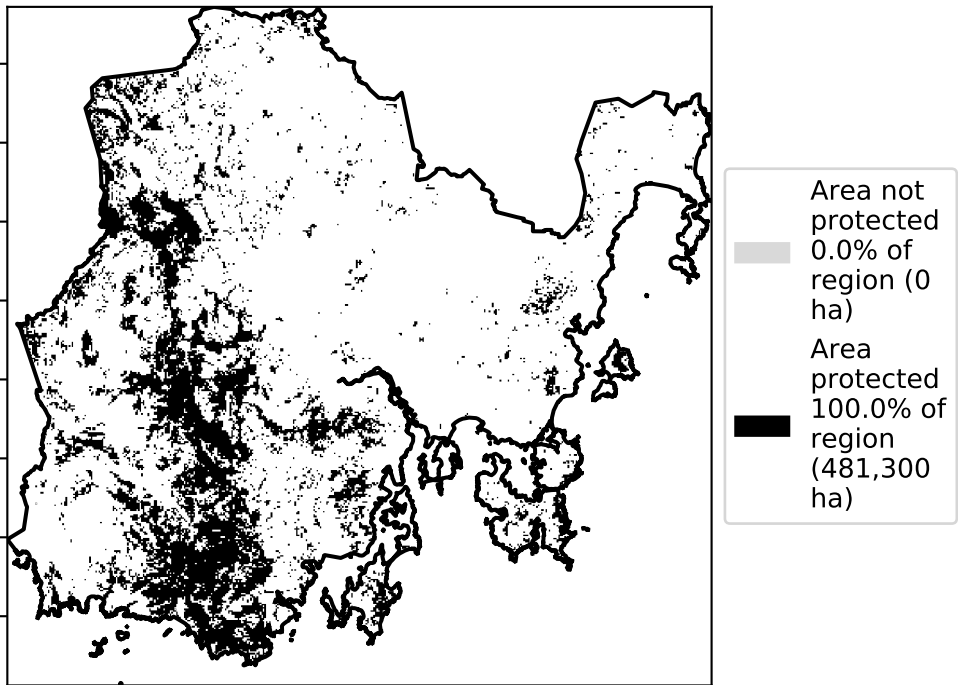 Area not
protected
0.0% of
region (0
ha)
Area
protected
100.0% of
region
(481,300
ha)